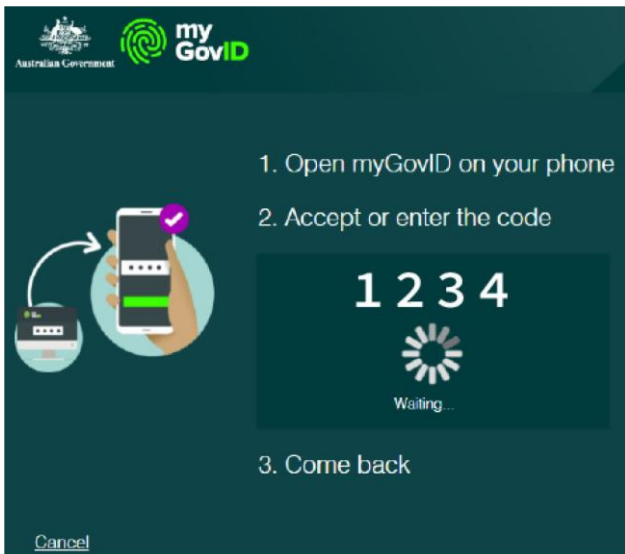 Australian Government
my
GovID
1. Open myGovID on your phone
2. Accept or enter the code
1 2 3 4
Waiting...
3. Come back
Cancel